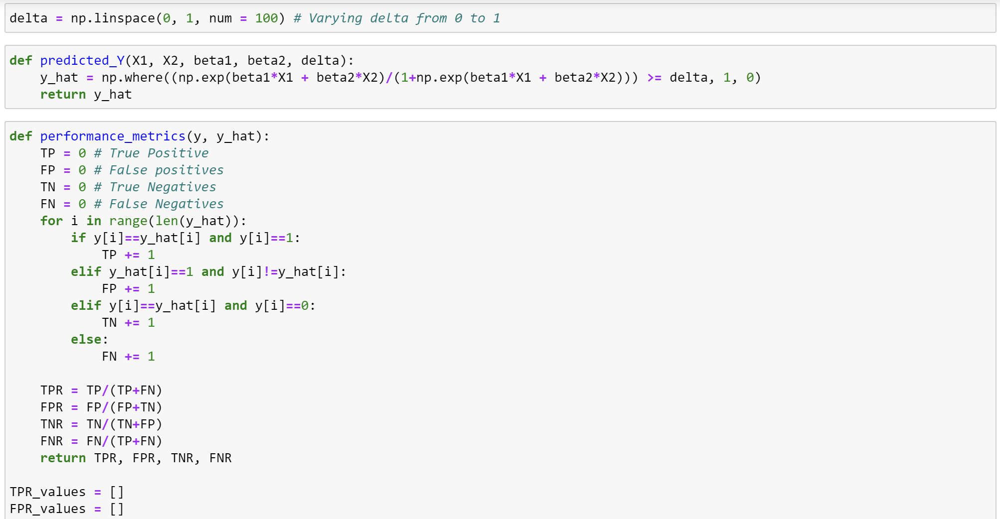 delta = np.linspace(0, 1, num = 100) # Varying delta from 0 to 1
def predicted_Y(X1, X2, beta1, beta2, delta):
    y_hat = np.where((np.exp(beta1*X1 + beta2*X2)/(1+np.exp(beta1*X1 + beta2*X2))) >= delta, 1, 0)
    return y_hat
def performance_metrics(y, y_hat):
    TP = 0 # True Positive
    FP = 0 # False positives
    TN = 0 # True Negatives
    FN = 0 # False Negatives
    for i in range(len(y_hat)):
        if y[i]==y_hat[i] and y[i]==1:
            TP += 1
        elif y_hat[i]==1 and y[i]!=y_hat[i]:
            FP += 1
        elif y[i]==y_hat[i] and y[i]==0:
            TN += 1
        else:
            FN += 1
    TPR = TP/(TP+FN)
    FPR = FP/(FP+TN)
    TNR = TN/(TN+FP)
    FNR = FN/(TP+FN)
    return TPR, FPR, TNR, FNR
TPR_values = []
FPR_values = []